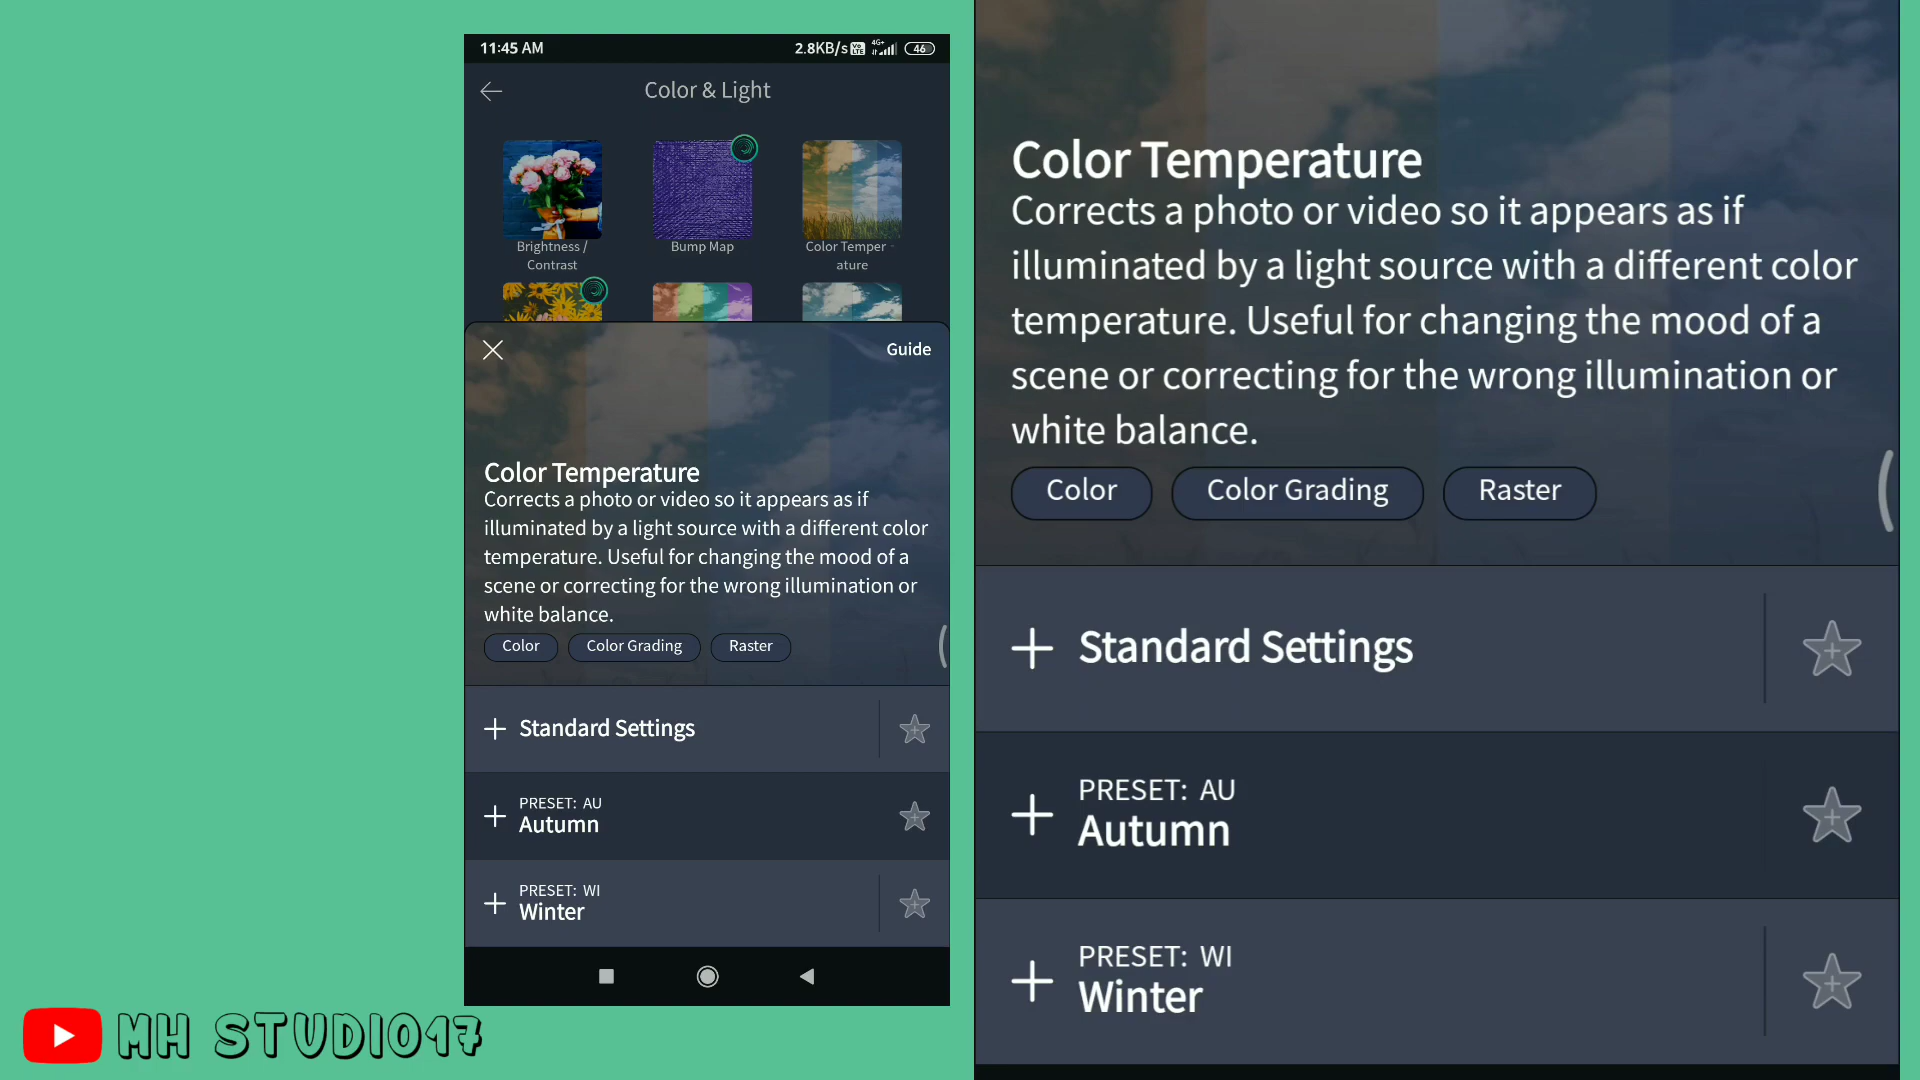 11:45 AM
2.8KB/s
VO LTE
4G+
46
Color & Light
Brightness /
Contrast
Bump Map
Color Temper -
ature
Guide
Color Temperature
Corrects a photo or video so it appears as if
illuminated by a light source with a different color
temperature. Useful for changing the mood of a
scene or correcting for the wrong illumination or
white balance.
Color
Color Grading
Raster
Standard Settings
PRESET: AU
Autumn
PRESET: WI
Winter
MH STUDIO17
Color Temperature
Corrects a photo or video so it appears as if
illuminated by a light source with a different color
temperature. Useful for changing the mood of a
scene or correcting for the wrong illumination or
white balance.
Color
Color Grading
Raster
Standard Settings
PRESET: AU
Autumn
PRESET: WI
Winter